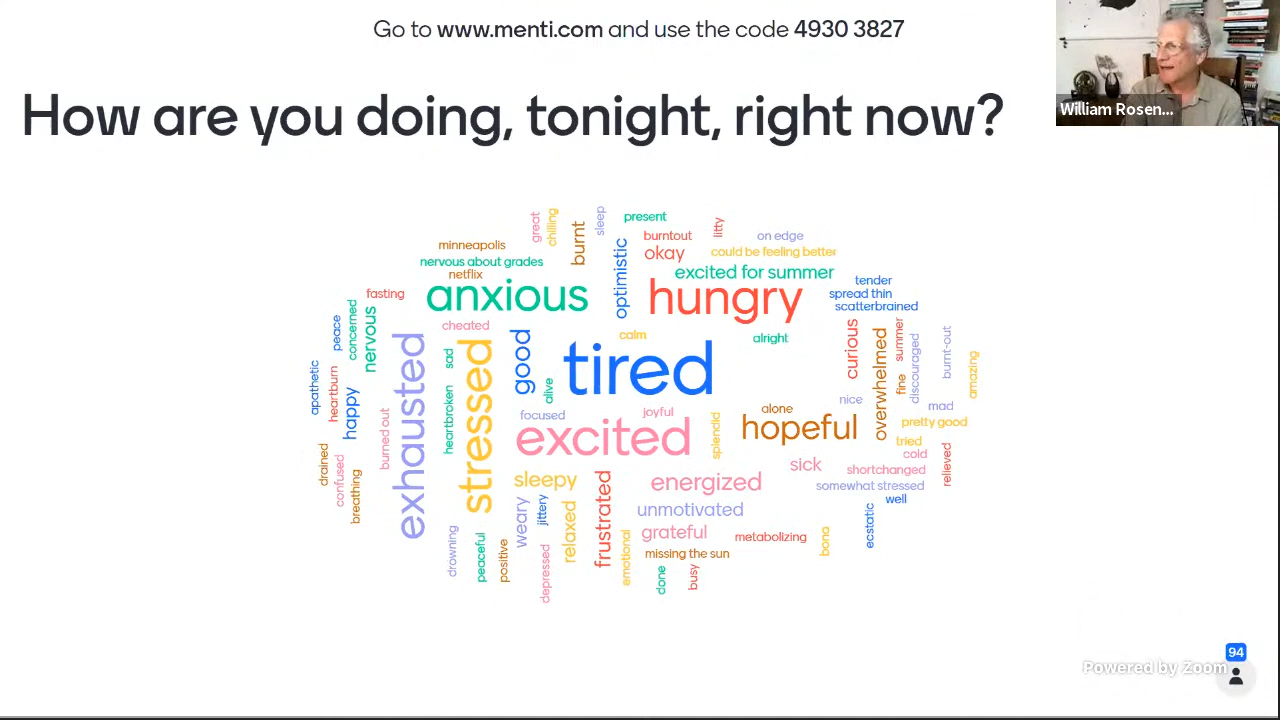 Go to www.menti.com and use the code 4930 3827
How are you doing, tonight, right now?
William Rosen...
great
chilling
burnt
sleep
present
litty
minneapolis
burntout
on edge
nervous about grades
optimistic
okay
could be feeling better
netflix
excited for summer
tender
fasting
anxious
hungry
spread thin
scatterbrained
peace
concerned
nervous
cheated
calm
alright
curious
overwhelmed
summer
discouraged
burnt-out
amazing
apathetic
heartburn
happy
exhausted
sad
stressed
good
alive
tired
fine
nice
mad
burned out
heartbroken
focused
joyful
alone
pretty good
excited
splendid
hopeful
tried
cold
drained
confused
breathing
sick
shortchanged
relieved
sleepy
frustrated
energized
somewhat stressed
well
weary
jittery
relaxed
unmotivated
ecstatic
drowning
peaceful
positive
depressed
emotional
grateful
metabolizing
bona
missing the sun
done
busy
94
Powered by Zoom